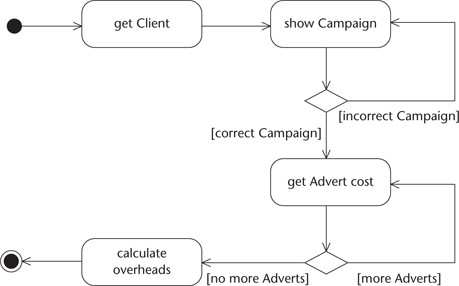 get Client
show Campaign
[incorrect Campaign]
[correct Campaign]
get Advert cost
calculate
overheads
[no more Adverts]
[more Adverts]